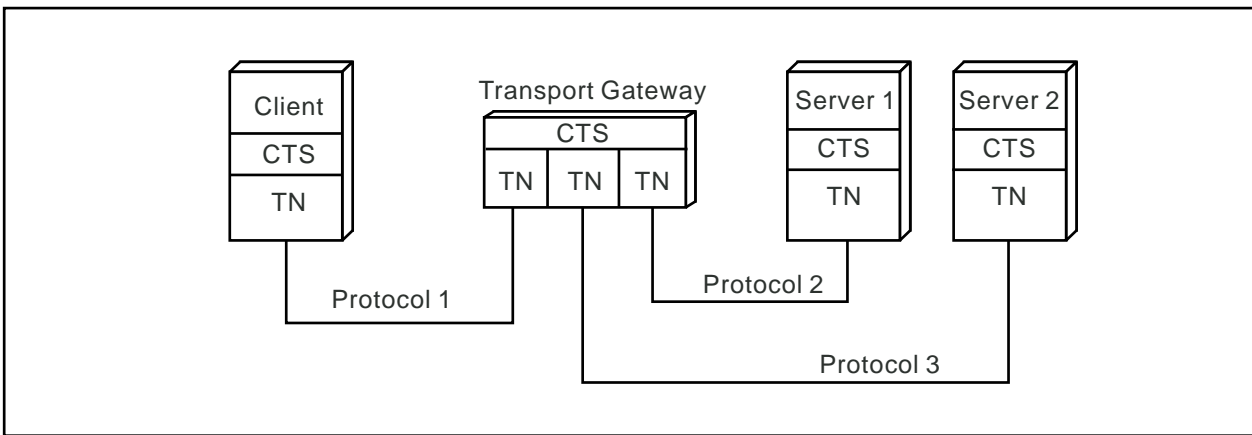 Client
CTS
TN
Transport Gateway
CTS
TN TN TN
Server 1
CTS
TN
Server 2
CTS
TN
Protocol 1
Protocol 2
Protocol 3